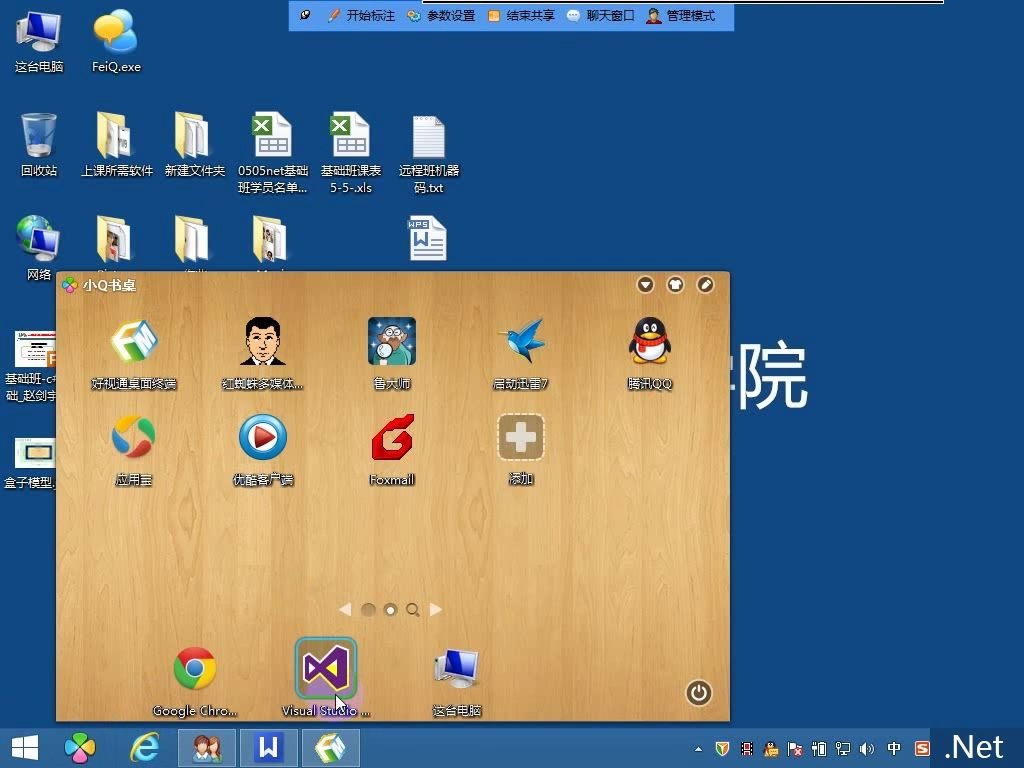 开始标注 参数设置 结束共享 聊天窗口 管理模式
这台电脑 FeiQ.exe
回收站 上课所需软件 新建文件夹 0505net基础班学员名单... 基础班课表5-5-.xls 远程班机器码.txt
网络
WPS
小Q书桌
好视通桌面终端 红蜘蛛多媒体... 鲁大师 启动迅雷7 腾讯QQ
院
基础班-c#
础_赵剑宇
应用宝 优酷客户端 Foxmail 添加
盒子模型
Google Chro... Visual Studio ... 这台电脑
中
.Net